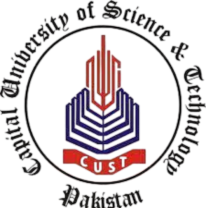 Capital University of Science & Technology
CUST
Pakistan